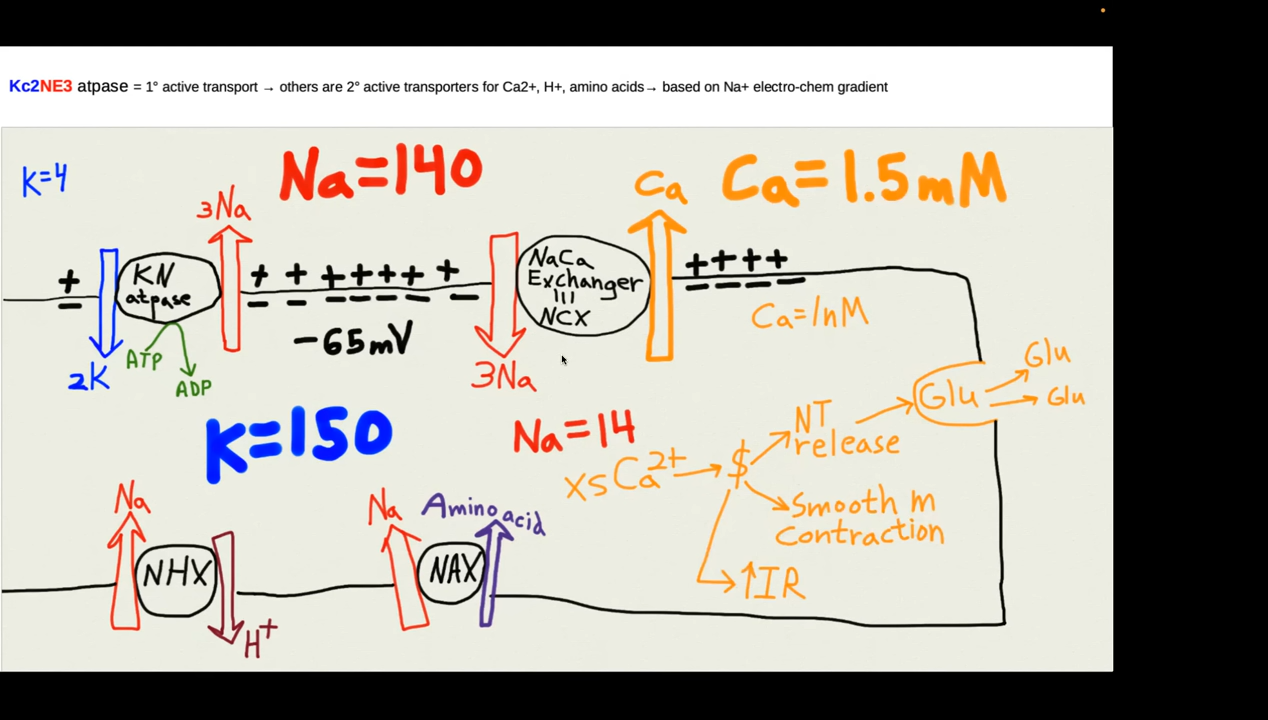 Kc2NE3 atpase = 1° active transport → others are 2° active transporters for Ca2+, H+, amino acids→ based on Na+ electro-chem gradient
K=4
Na=140
Ca
Ca=1.5mM
3Na
+ + + ++++ + ++++
KN
atpase
NaCa
Exchanger
NCX
Ca=1nM
-65mV
ATP
2K
ADP
3Na
Glu
Glu
Glu
K=150
Na=14
NT
release
xsCa2+ → $
Smooth m
contraction
↑IR
Na
Na
Amino acid
NHX
NAX
H+